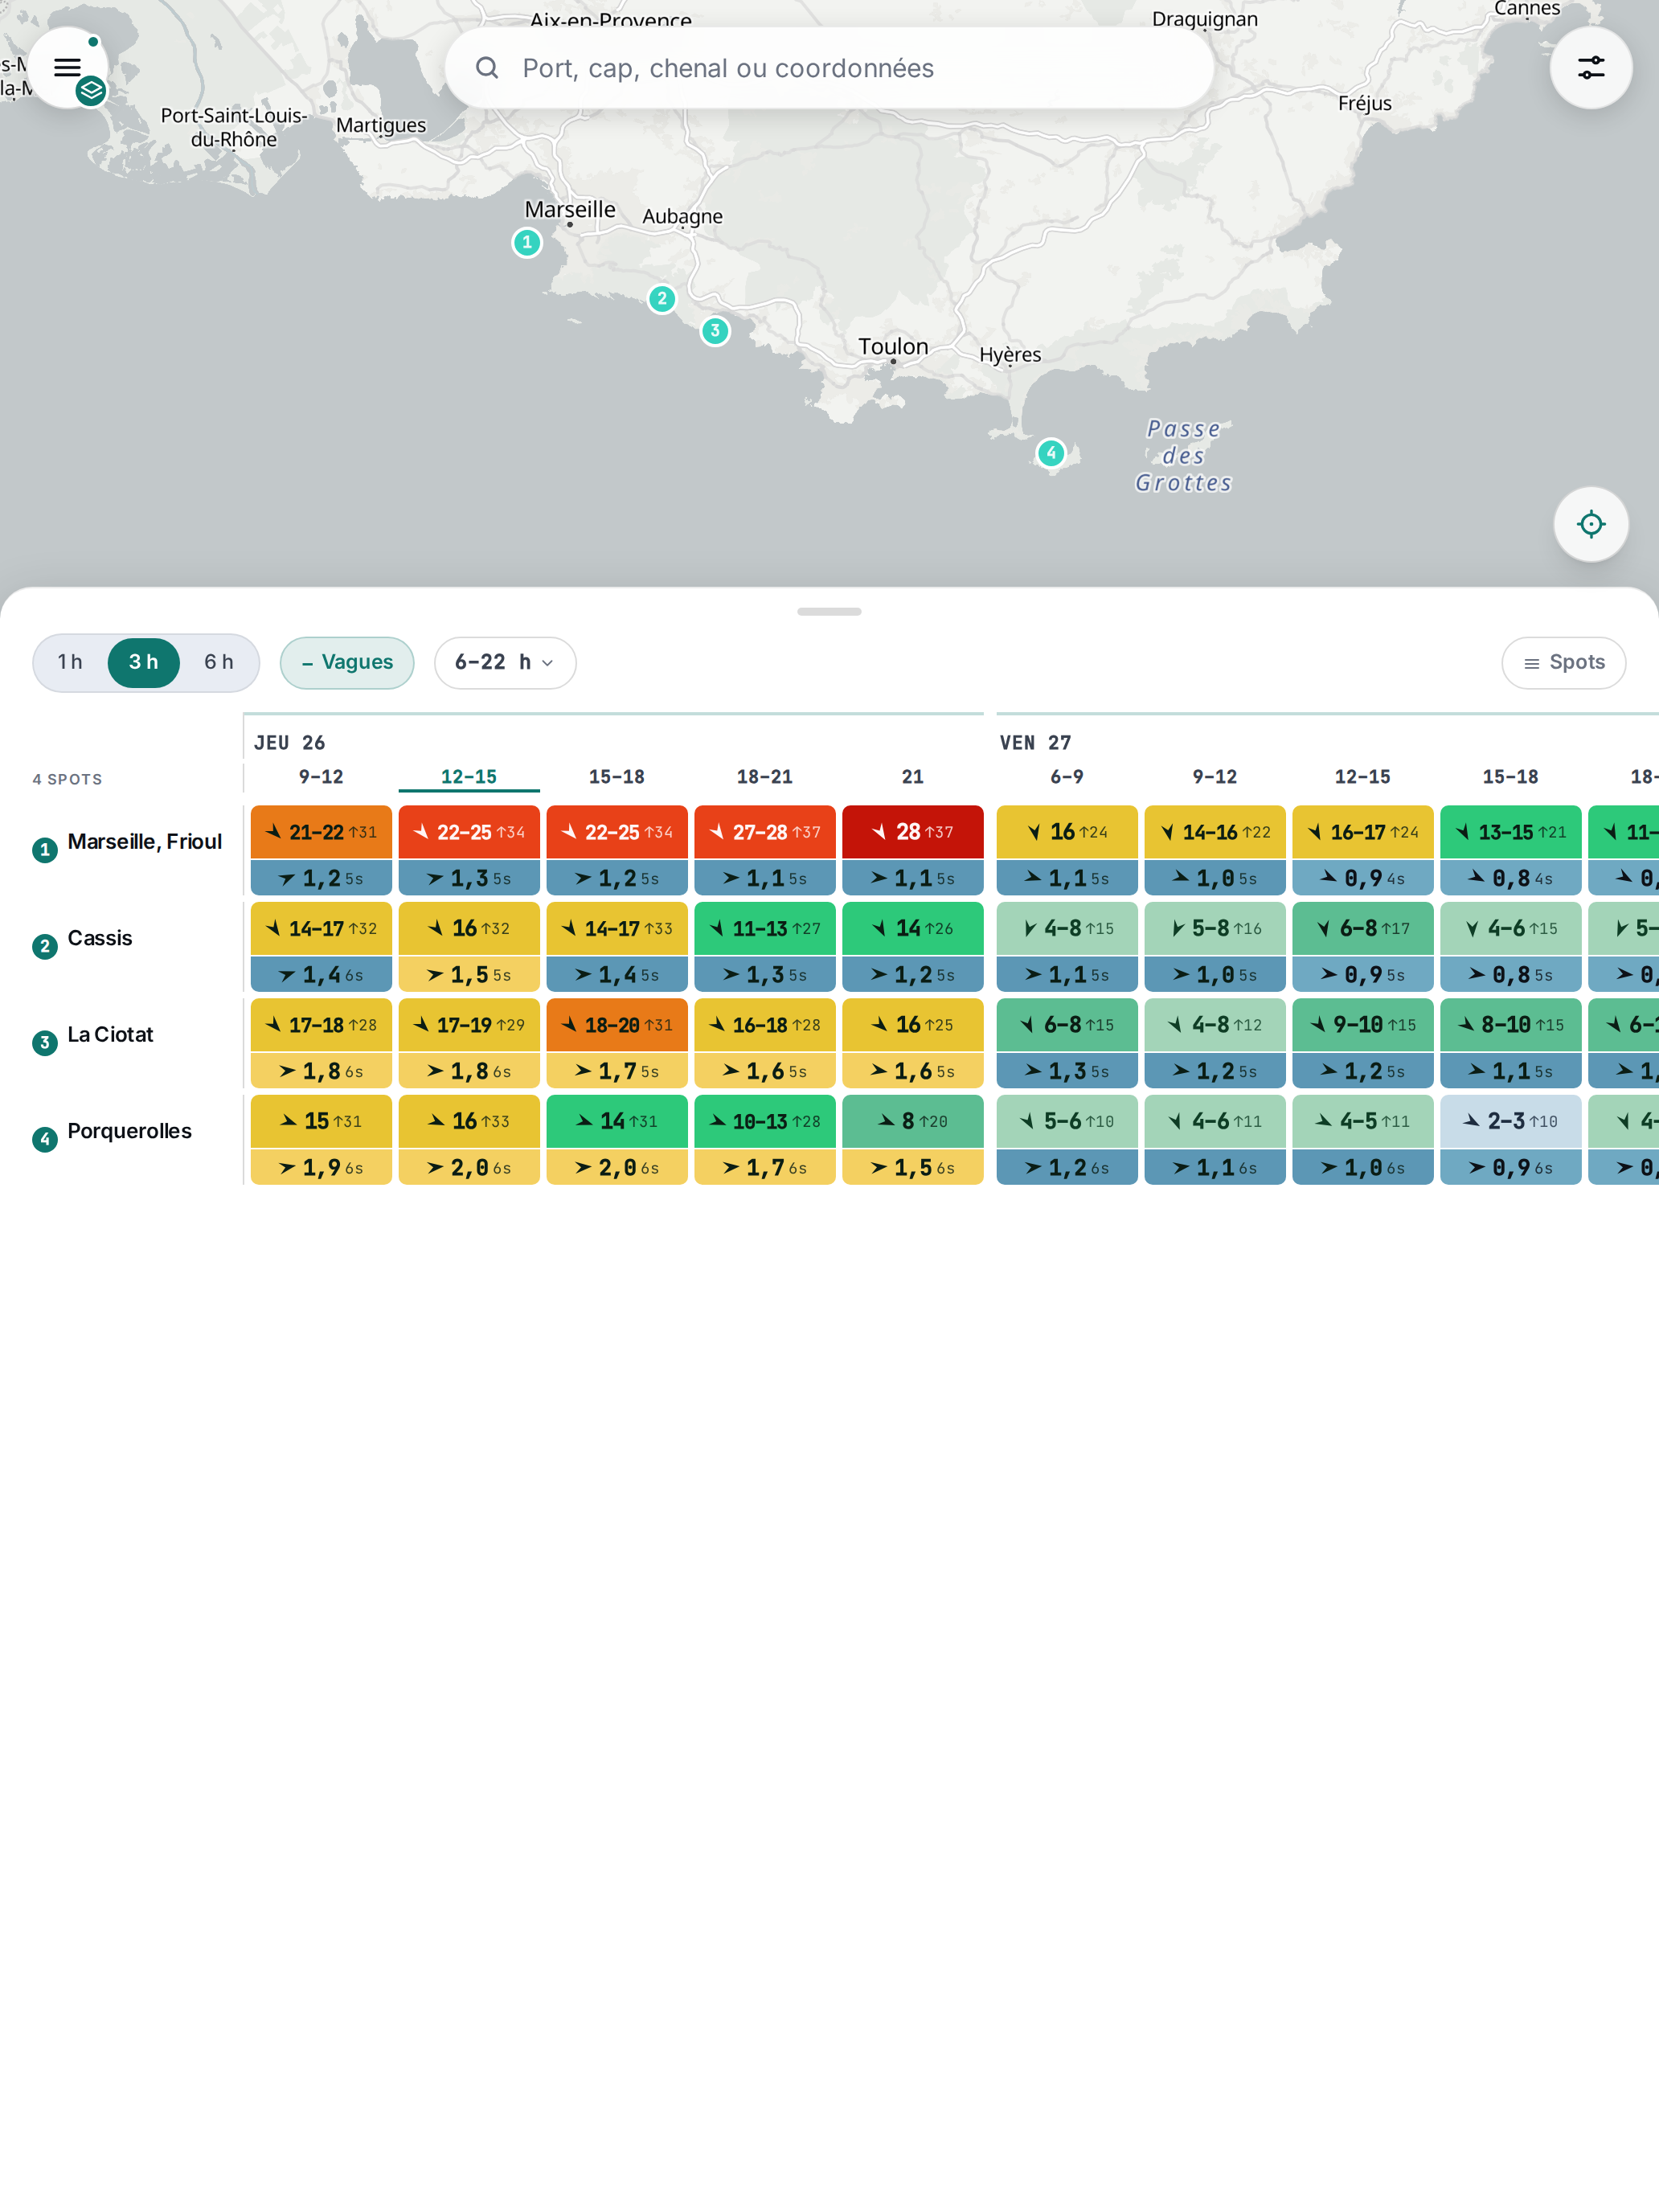 Aix-en-Provence
Draguignan
Cannes
Port, cap, chenal ou coordonnées
Fréjus
Port-Saint-Louis-
du-Rhône
Martigues
Marseille
Aubagne
1
2
3
Toulon
Hyères
4
Passe
des
Grottes
1 h 3 h 6 h – Vagues 6–22 h Spots
JEU 26 VEN 27
4 SPOTS 9–12 12–15 15–18 18–21 21 6–9 9–12 12–15 15–18 18–
1 Marseille, Frioul 21–22 ↑31 22–25 ↑34 22–25 ↑34 27–28 ↑37 28 ↑37 16 ↑24 14–16 ↑22 16–17 ↑24 13–15 ↑21 11–
1,2 5s 1,3 5s 1,2 5s 1,1 5s 1,1 5s 1,1 5s 1,0 5s 0,9 4s 0,8 4s 0,
2 Cassis 14–17 ↑32 16 ↑32 14–17 ↑33 11–13 ↑27 14 ↑26 4–8 ↑15 5–8 ↑16 6–8 ↑17 4–6 ↑15 5–
1,4 6s 1,5 5s 1,4 5s 1,3 5s 1,2 5s 1,1 5s 1,0 5s 0,9 5s 0,8 5s 0,
3 La Ciotat 17–18 ↑28 17–19 ↑29 18–20 ↑31 16–18 ↑28 16 ↑25 6–8 ↑15 4–8 ↑12 9–10 ↑15 8–10 ↑15 6–1
1,8 6s 1,8 6s 1,7 5s 1,6 5s 1,6 5s 1,3 5s 1,2 5s 1,2 5s 1,1 5s 1,
4 Porquerolles 15 ↑31 16 ↑33 14 ↑31 10–13 ↑28 8 ↑20 5–6 ↑10 4–6 ↑11 4–5 ↑11 2–3 ↑10 4–
1,9 6s 2,0 6s 2,0 6s 1,7 6s 1,5 6s 1,2 6s 1,1 6s 1,0 6s 0,9 6s 0,